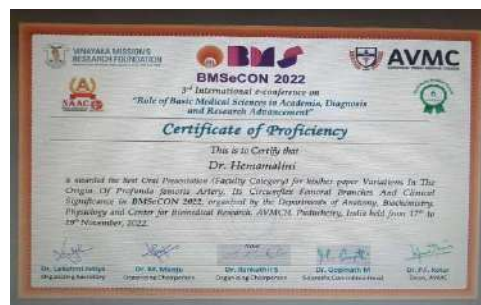 VINAYAKA MISSION'S
RESEARCH FOUNDATION
BMS
AVMC
BMSeCON 2022
3rd International e-conference on
"Role of Basic Medical Sciences in Academia, Diagnosis
and Research Advancement"
NAAC
Certificate of Proficiency
This is to Certify that
Dr. Hemamalini
is awarded the best Oral Presentation (Faculty Category) for his/her paper Variations In The
Origin Of Profunda femoris Artery, Its Circumflex Femoral Branches And Clinical
Significance in BMSeCON 2022, organized by the Departments of Anatomy, Biochemistry,
Physiology and Center for Biomedical Research, AVMCH, Puducherry, India held from 17th to
19th November, 2022.
Organizing Secretary
Organizing Chairperson
Organizing Chairperson
Dr. Gopinath M
Dean, AVMC